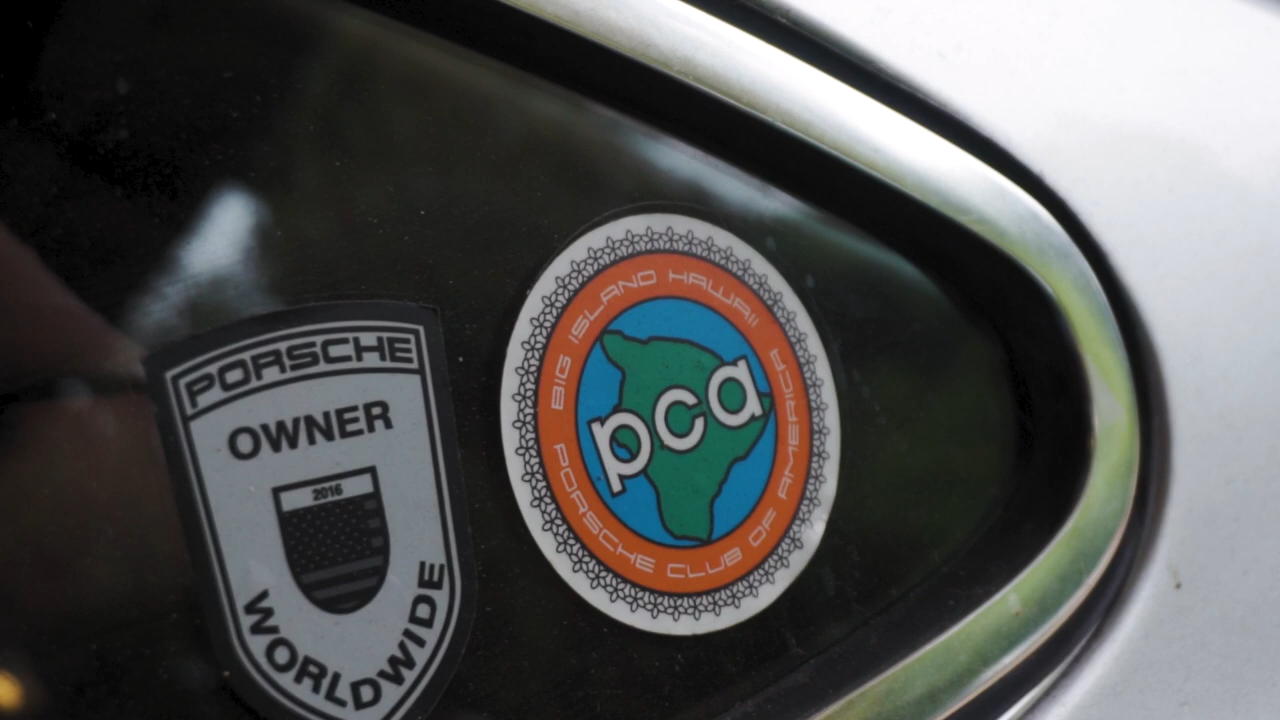 PORSCHE
OWNER
2016
WORLDWIDE
BIG ISLAND HAWAII
pca
PORSCHE CLUB OF AMERICA